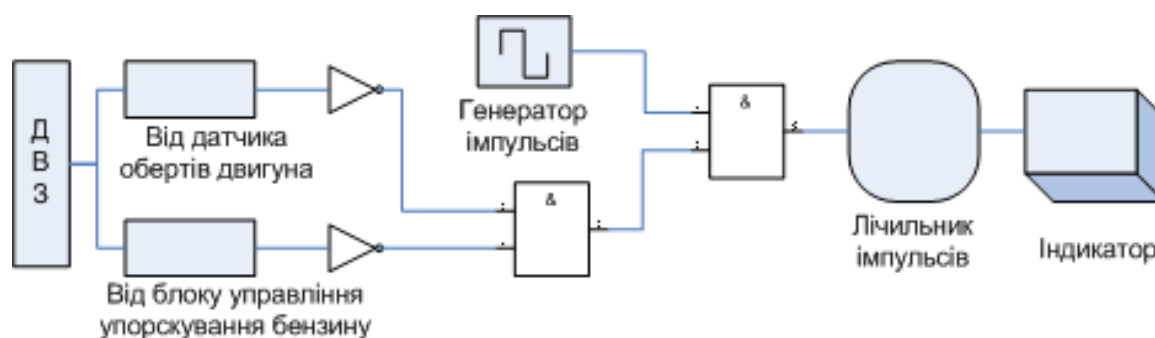 Д
В
З
Від датчика
обертів двигуна
Від блоку управління
упорскування бензину
Генератор
імпульсів
&
&
Лічильник
імпульсів
Індикатор